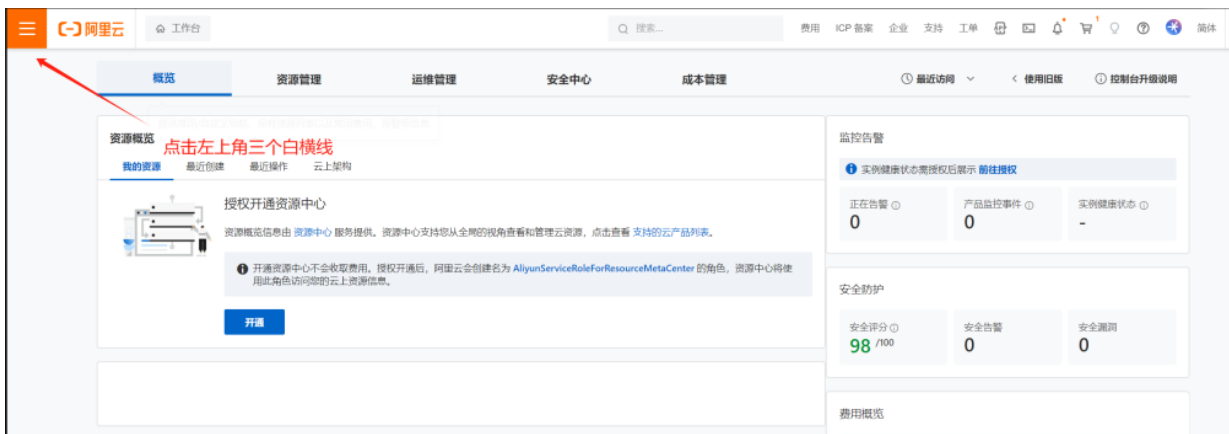 阿里云 工作台 搜索... 费用 ICP 备案 企业 支持 工单 1 简体
概览 资源管理 运维管理 安全中心 成本管理 最近访问 使用旧版 控制台升级说明
资源概览
点击左上角三个白横线
我的资源 最近创建 最近操作 云上架构
授权开通资源中心
资源概览信息由 资源中心 服务提供。资源中心支持您从全局的视角查看和管理云资源，点击查看 支持的云产品列表。
开通资源中心不会收取费用。授权开通后，阿里云会创建名为 AliyunServiceRoleForResourceMetaCenter 的角色，资源中心将使
用此角色访问您的云上资源信息。
开通
监控告警
实例健康状态需授权后展示 前往授权
正在告警 产品监控事件 实例健康状态
0 0 -
安全防护
安全评分 安全告警 安全漏洞
98 /100 0 0
费用概览